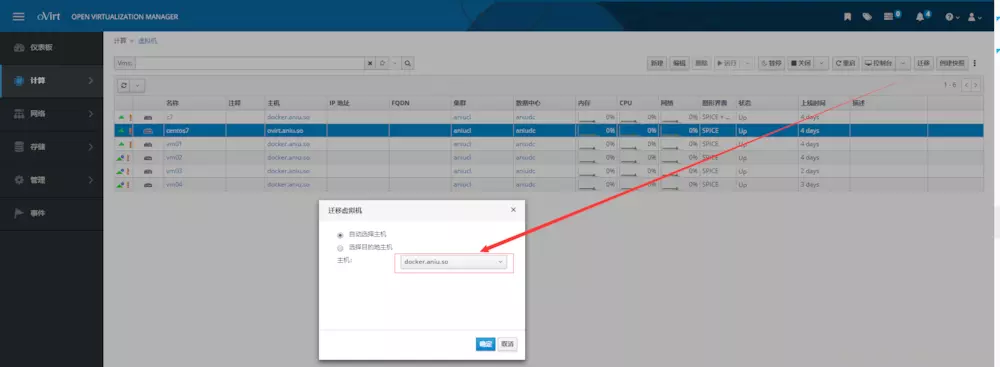 oVirt OPEN VIRTUALIZATION MANAGER 0 4
仪表板
计算
网络
存储
管理
事件
计算 » 虚拟机
Vms:
新建 编辑 删除 运行 暂停 关闭 重启 控制台 迁移 创建快照
1 - 6
名称 注释 主机 IP 地址 FQDN 集群 数据中心 内存 CPU 网络 图形界面 状态 上线时间 描述
c7 docker.aniu.so aniucl aniudc 0% 0% 0% SPICE + ... Up 4 days
centos7 ovirt.aniu.so aniucl aniudc 0% 0% 0% SPICE Up 4 days
vm01 docker.aniu.so aniucl aniudc 0% 0% 0% SPICE Up 4 days
vm02 docker.aniu.so aniucl aniudc 0% 0% 0% SPICE Up 4 days
vm03 docker.aniu.so aniucl aniudc 0% 0% 0% SPICE Up 2 days
vm04 docker.aniu.so aniucl aniudc 0% 0% 0% SPICE Up 3 days
迁移虚拟机
自动选择主机
选择目的地主机
主机:
docker.aniu.so
确定 取消